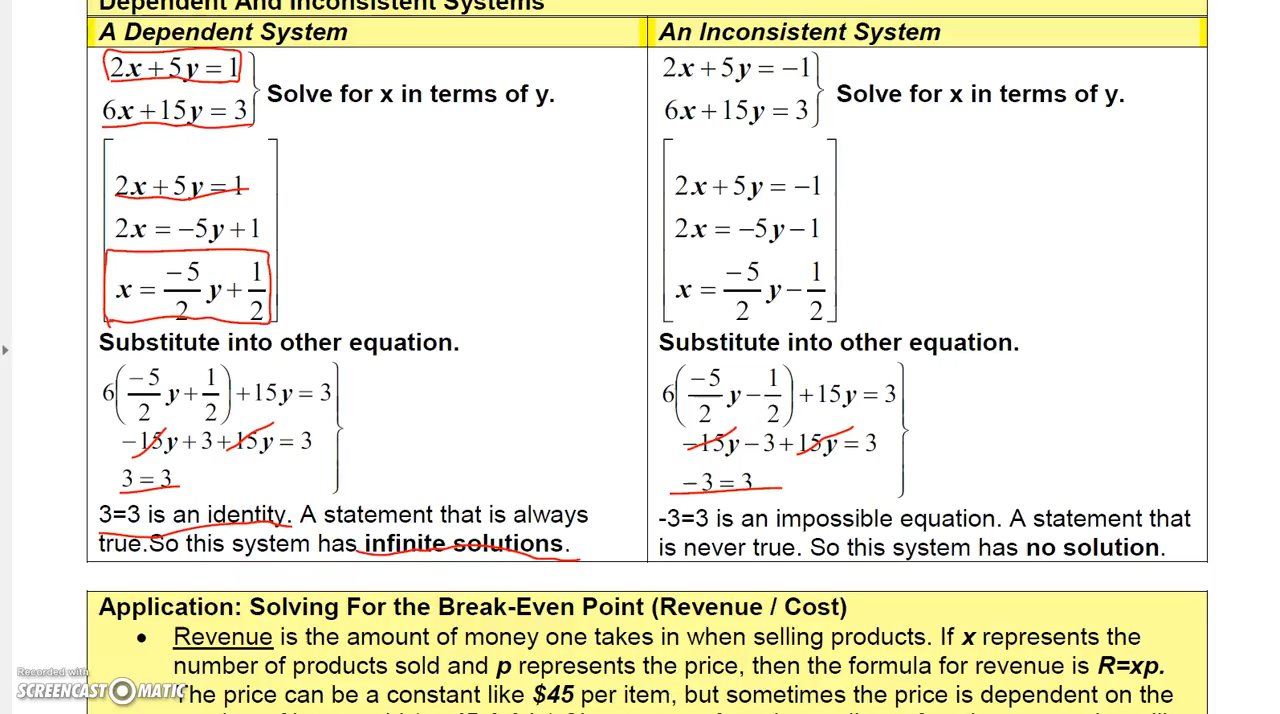 Dependent And Inconsistent Systems
A Dependent System
2x + 5y = 1
6x + 15y = 3
Solve for x in terms of y.
2x + 5y = 1
2x = −5y + 1
x = −5/2 y + 1/2
Substitute into other equation.
6(−5/2 y + 1/2) + 15y = 3
−15y + 3 + 15y = 3
3 = 3
3=3 is an identity. A statement that is always
true.So this system has infinite solutions.
An Inconsistent System
2x + 5y = −1
6x + 15y = 3
Solve for x in terms of y.
2x + 5y = −1
2x = −5y − 1
x = −5/2 y − 1/2
Substitute into other equation.
6(−5/2 y − 1/2) + 15y = 3
−15y − 3 + 15y = 3
−3 = 3
-3=3 is an impossible equation. A statement that
is never true. So this system has no solution.
Application: Solving For the Break-Even Point (Revenue / Cost)
• Revenue is the amount of money one takes in when selling products. If x represents the
number of products sold and p represents the price, then the formula for revenue is R=xp.
The price can be a constant like $45 per item, but sometimes the price is dependent on the
Recorded with
SCREENCAST-O-MATIC